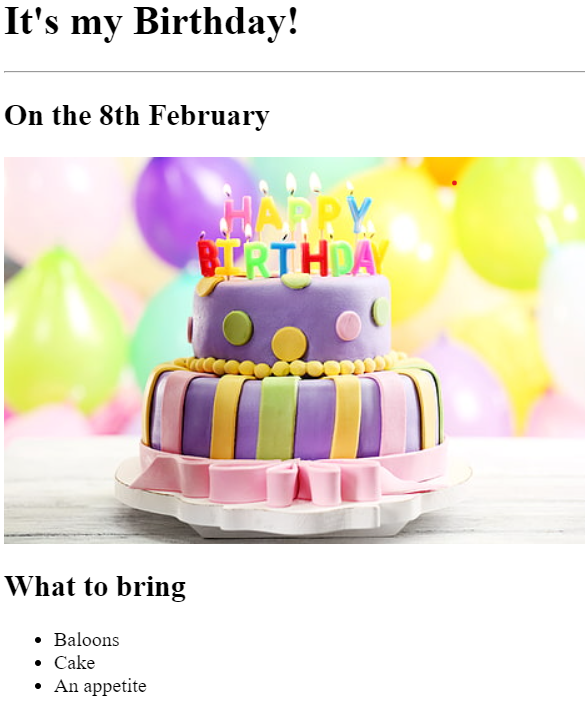 It's my Birthday!
On the 8th February
HAPPY
BIRTHDAY
What to bring
Baloons
Cake
An appetite